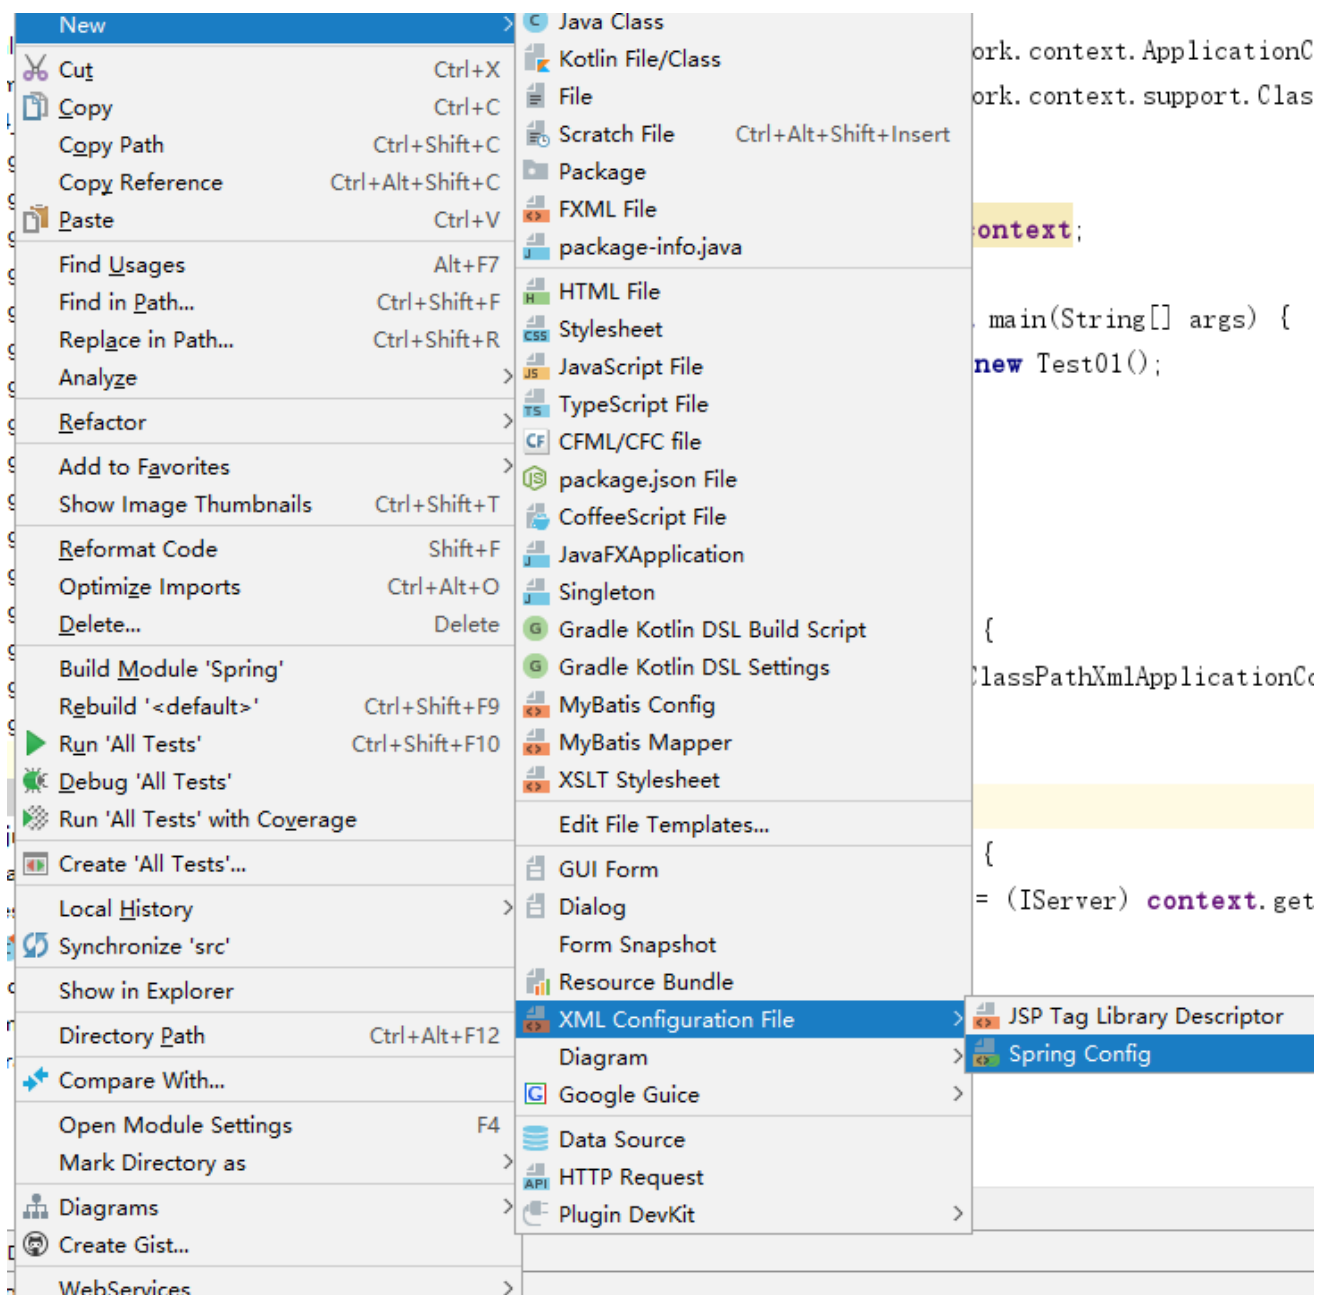 New
Cut Ctrl+X
Copy Ctrl+C
Copy Path Ctrl+Shift+C
Copy Reference Ctrl+Alt+Shift+C
Paste Ctrl+V
Find Usages Alt+F7
Find in Path... Ctrl+Shift+F
Replace in Path... Ctrl+Shift+R
Analyze
Refactor
Add to Favorites
Show Image Thumbnails Ctrl+Shift+T
Reformat Code Shift+F
Optimize Imports Ctrl+Alt+O
Delete... Delete
Build Module 'Spring'
Rebuild '<default>' Ctrl+Shift+F9
Run 'All Tests' Ctrl+Shift+F10
Debug 'All Tests'
Run 'All Tests' with Coverage
Create 'All Tests'...
Local History
Synchronize 'src'
Show in Explorer
Directory Path Ctrl+Alt+F12
Compare With...
Open Module Settings F4
Mark Directory as
Diagrams
Create Gist...
WebServices
Java Class
Kotlin File/Class
File
Scratch File Ctrl+Alt+Shift+Insert
Package
FXML File
package-info.java
HTML File
Stylesheet
JavaScript File
TypeScript File
CFML/CFC file
package.json File
CoffeeScript File
JavaFXApplication
Singleton
Gradle Kotlin DSL Build Script
Gradle Kotlin DSL Settings
MyBatis Config
MyBatis Mapper
XSLT Stylesheet
Edit File Templates...
GUI Form
Dialog
Form Snapshot
Resource Bundle
XML Configuration File
Diagram
Google Guice
Data Source
HTTP Request
Plugin DevKit
JSP Tag Library Descriptor
Spring Config
ork.context.ApplicationC
ork.context.support.Clas
ontext;
main(String[] args) {
new Test01();
{
lassPathXmlApplicationCo
{
= (IServer) context.get